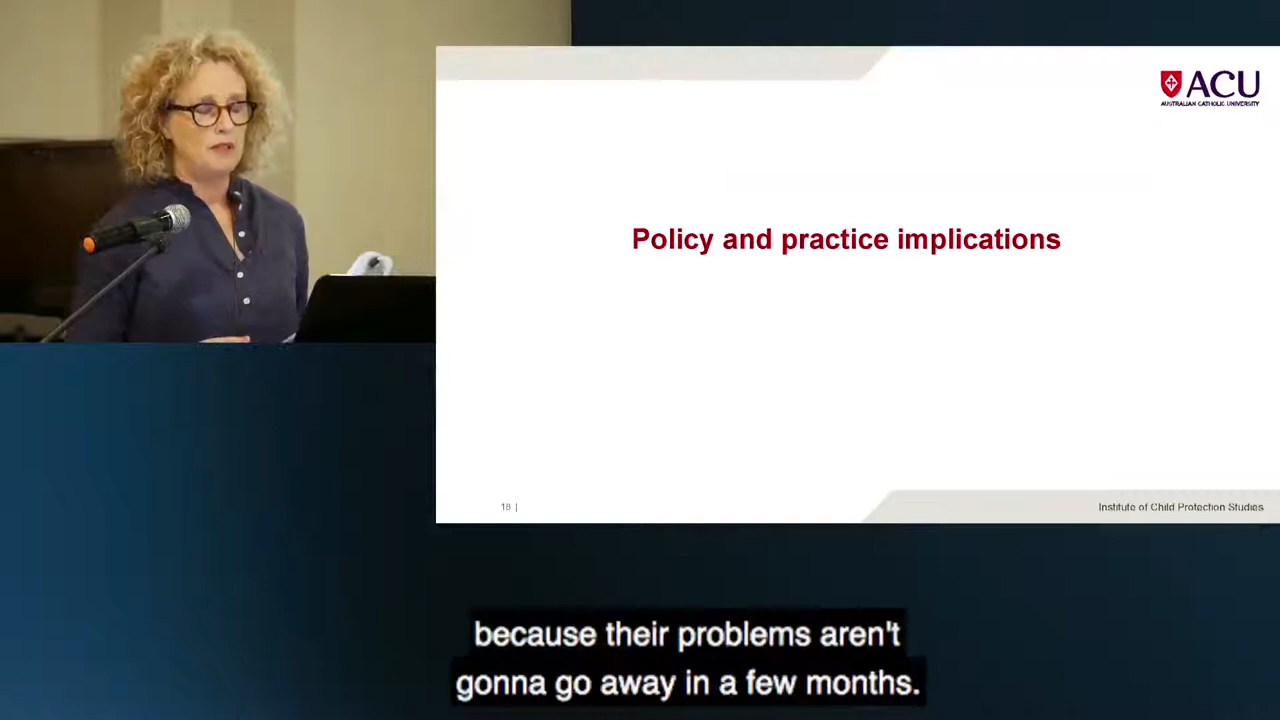 ACU
AUSTRALIAN CATHOLIC UNIVERSITY
Policy and practice implications
18 |
Institute of Child Protection Studies
because their problems aren't
gonna go away in a few months.